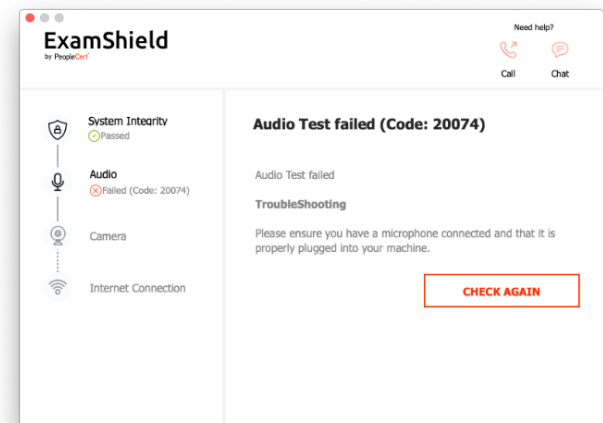 Need help?
ExamShield
by PeopleCert
Call
Chat
System Integrity
Passed
Audio
Failed (Code: 20074)
Camera
Internet Connection
Audio Test failed (Code: 20074)
Audio Test failed
TroubleShooting
Please ensure you have a microphone connected and that it is
properly plugged into your machine.
CHECK AGAIN